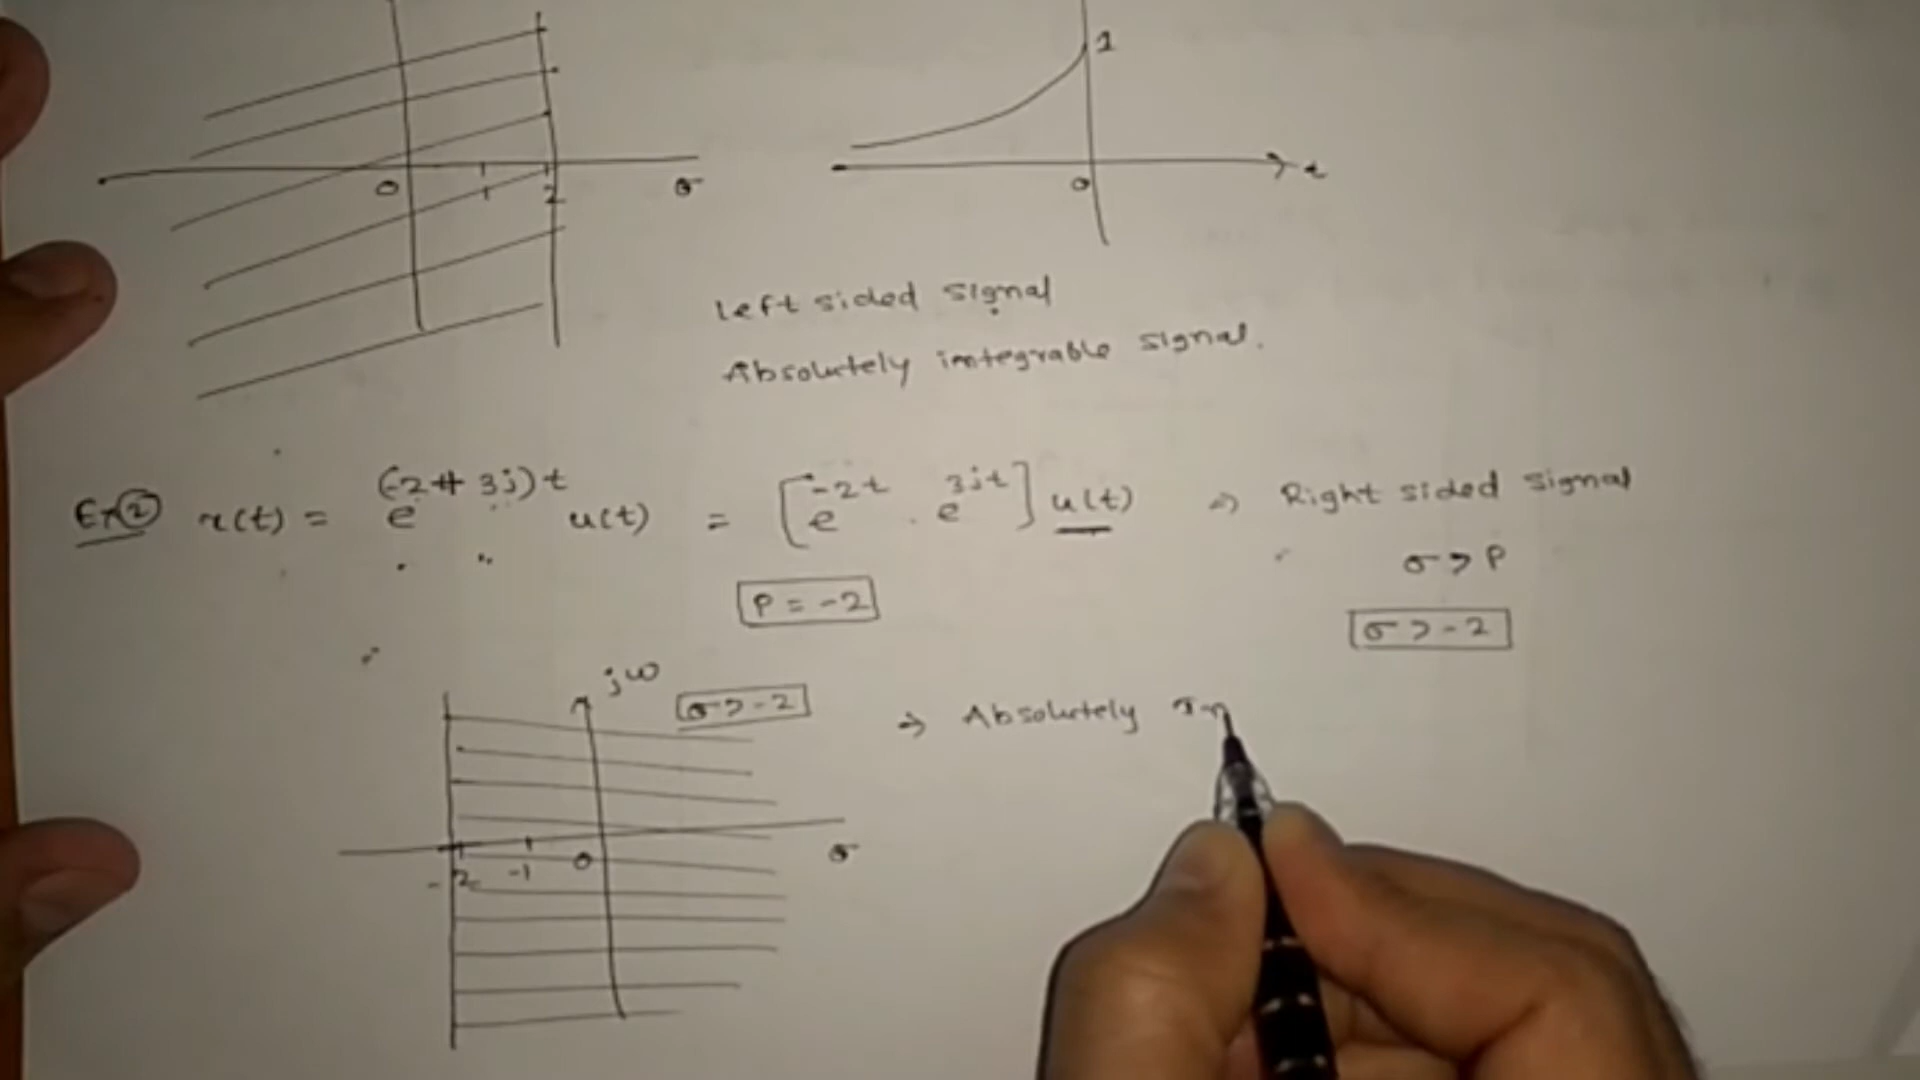 1
0 1 2 σ
0 t
Left sided signal
Absolutely integrable signal.
Ex② x(t) = e^(-2+3j)t u(t) = [e^-2t . e^3jt] u(t) ⇒ Right sided signal
P = -2
σ > P
σ > -2
jω
σ > -2
⇒ Absolutely In
-2 -1 0 σ